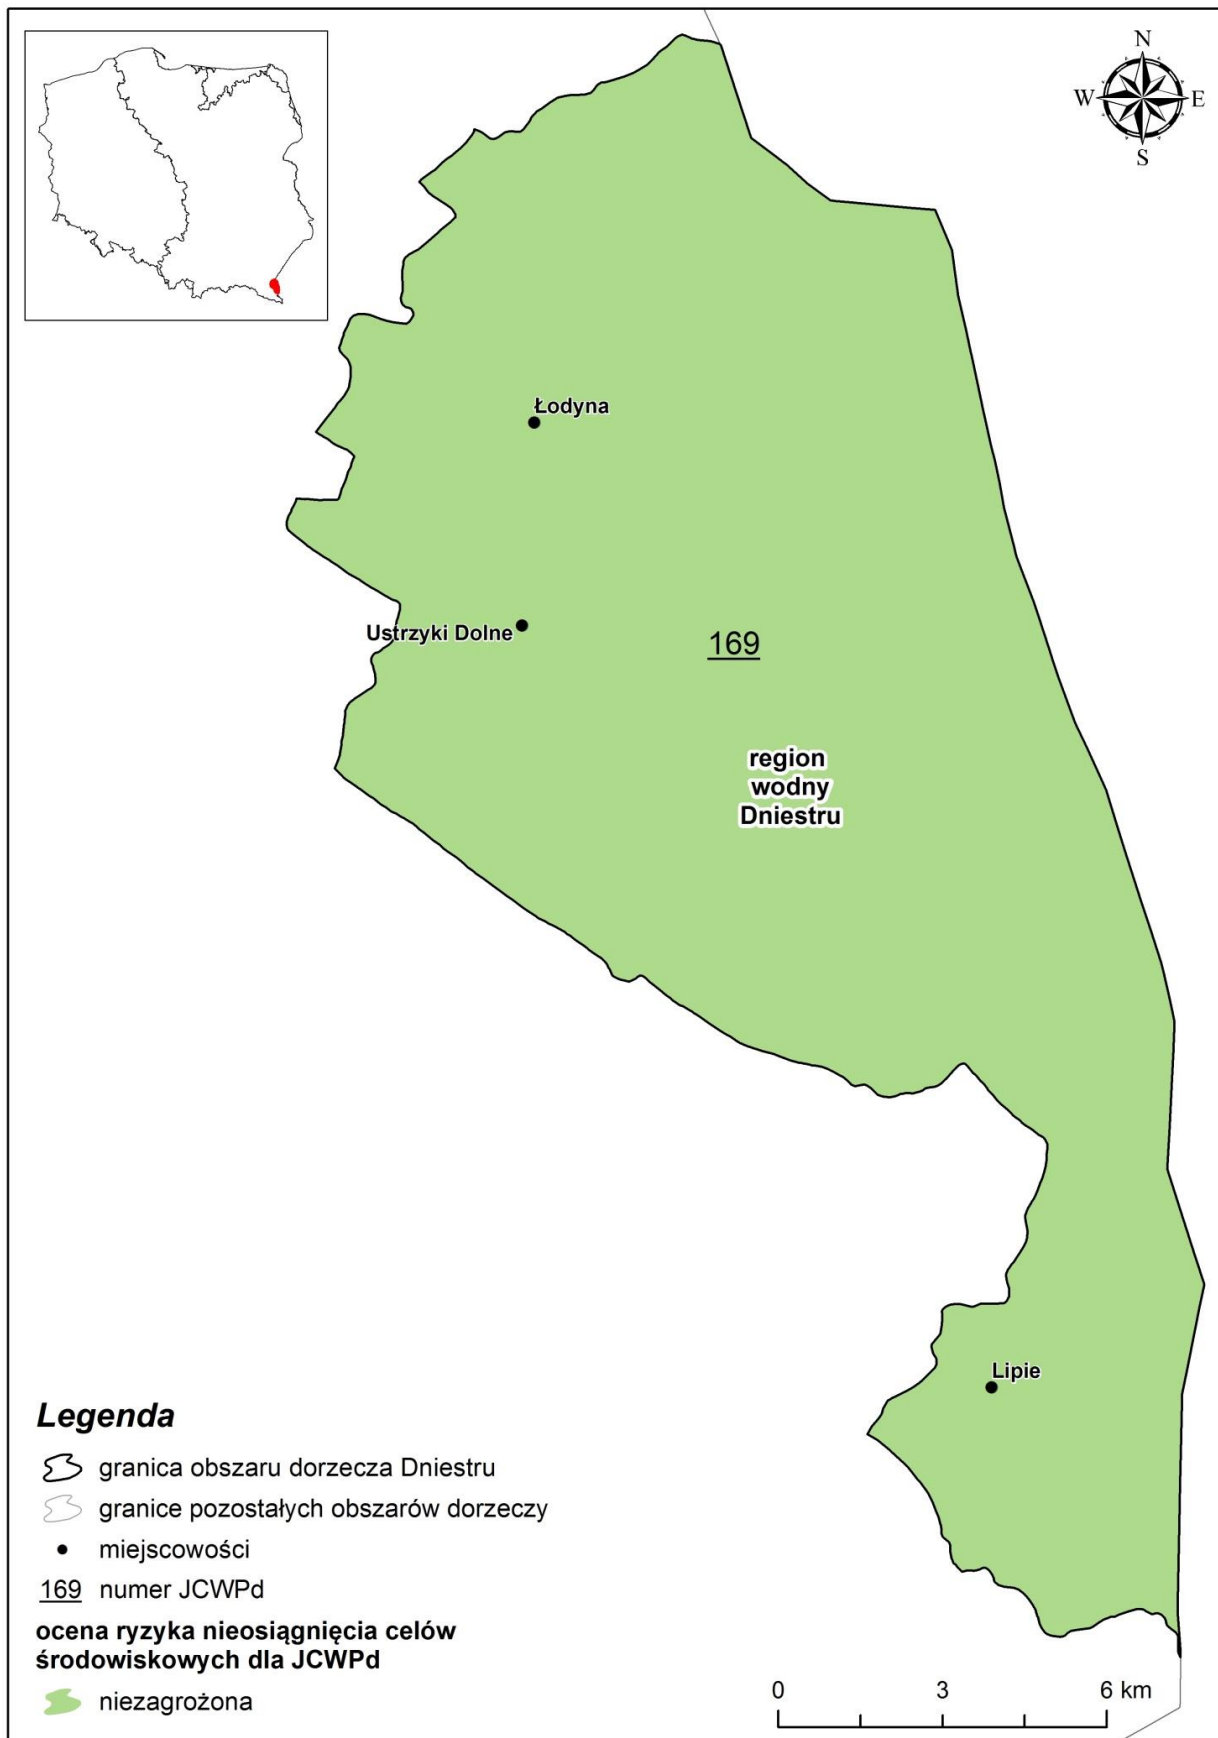 N
W E
S
Łodyna
Ustrzyki Dolne
169
region
wodny
Dniestru
Lipie
Legenda
granica obszaru dorzecza Dniestru
granice pozostałych obszarów dorzeczy
miejscowości
169 numer JCWPd
ocena ryzyka nieosiągnięcia celów
środowiskowych dla JCWPd
niezagrożona
0 3 6 km